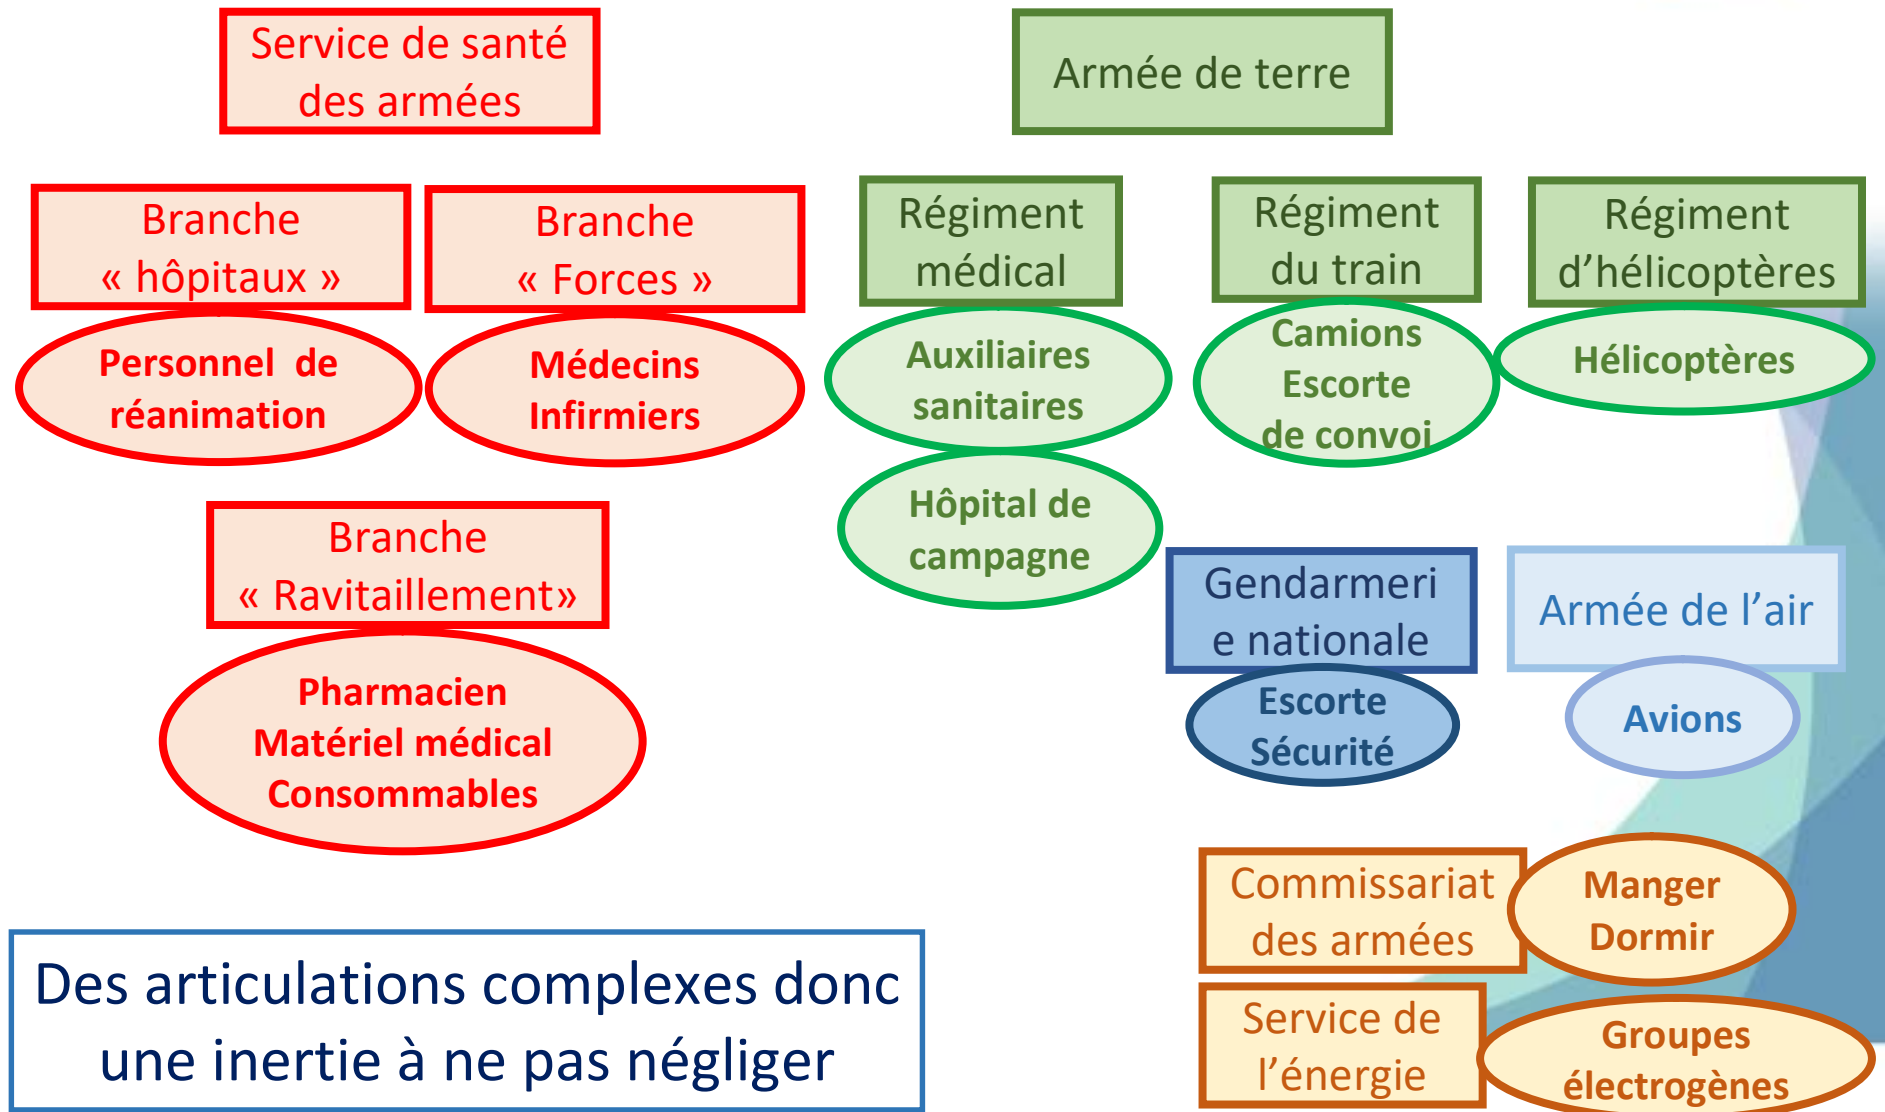 Service de santé
des armées
Armée de terre
Branche
« hôpitaux »
Personnel de
réanimation
Branche
« Forces »
Médecins
Infirmiers
Régiment
médical
Auxiliaires
sanitaires
Hôpital de
campagne
Régiment
du train
Camions
Escorte
de convoi
Régiment
d’hélicoptères
Hélicoptères
Branche
« Ravitaillement»
Pharmacien
Matériel médical
Consommables
Gendarmeri
e nationale
Escorte
Sécurité
Armée de l’air
Avions
Commissariat
des armées
Manger
Dormir
Service de
l’énergie
Groupes
électrogènes
Des articulations complexes donc
une inertie à ne pas négliger